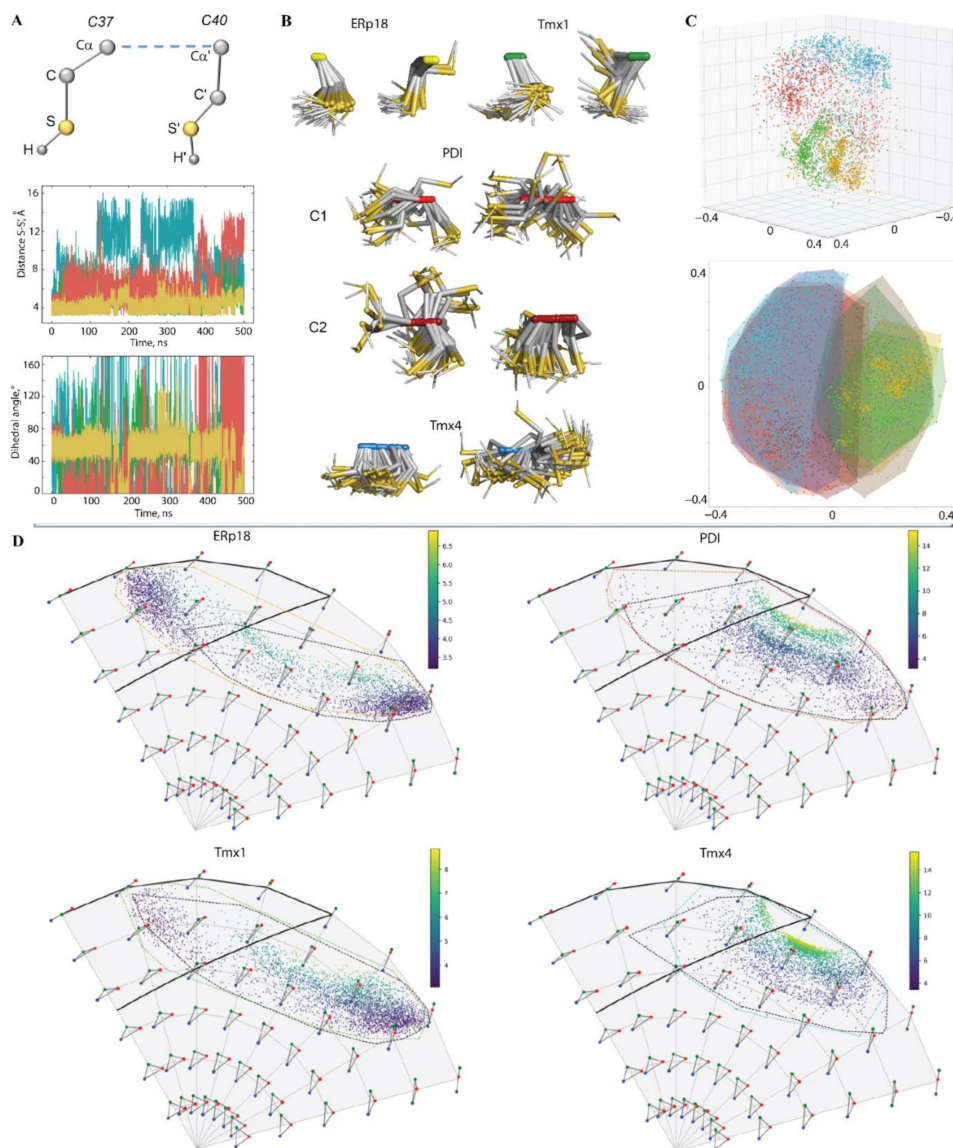 A
C37 C40
Cα Cα'
C C'
S S'
H H'
Distance S-S', Å
16
12
8
4
0 100 200 300 400 500
Time, ns
Dihedral angle,°
160
120
80
40
0
0 100 200 300 400 500
Time, ns
B
ERp18 Tmx1
PDI
C1
C2
Tmx4
C
−0.4 0 0.4 0.4 0 −0.4
0.4
0
−0.4
−0.4 0 0.4
D
ERp18
6.5
6.0
5.5
5.0
4.5
4.0
3.5
PDI
14
12
10
8
6
4
Tmx1
8
7
6
5
4
Tmx4
14
12
10
8
6
4